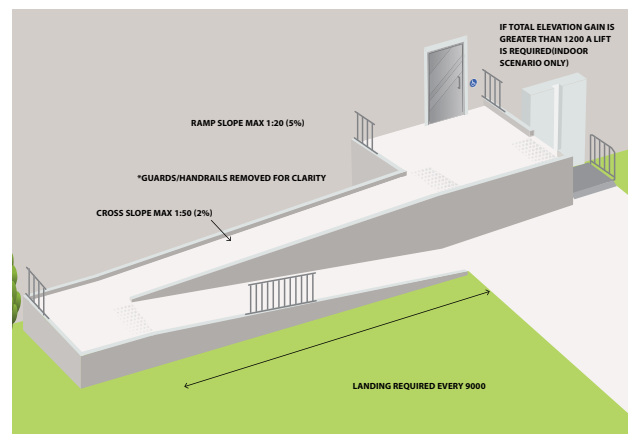 IF TOTAL ELEVATION GAIN IS
GREATER THAN 1200 A LIFT
IS REQUIRED(INDOOR
SCENARIO ONLY)
RAMP SLOPE MAX 1:20 (5%)
*GUARDS/HANDRAILS REMOVED FOR CLARITY
CROSS SLOPE MAX 1:50 (2%)
LANDING REQUIRED EVERY 9000